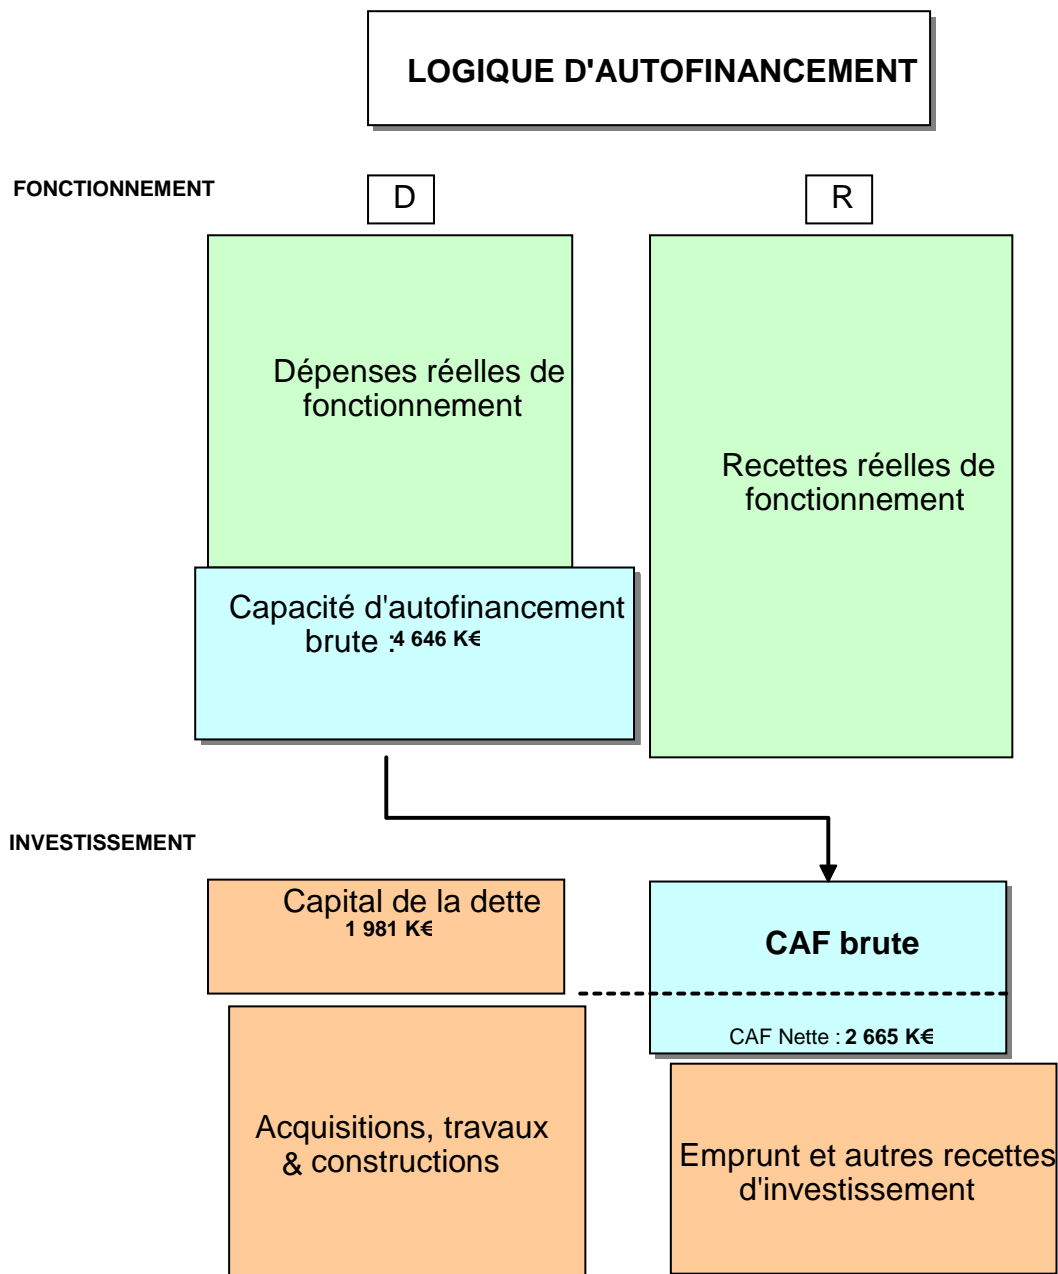 LOGIQUE D'AUTOFINANCEMENT
FONCTIONNEMENT
D
R
Dépenses réelles de
fonctionnement
Recettes réelles de
fonctionnement
Capacité d'autofinancement
brute :4 646 K€
INVESTISSEMENT
Capital de la dette
1 981 K€
CAF brute
CAF Nette : 2 665 K€
Acquisitions, travaux
& constructions
Emprunt et autres recettes
d'investissement